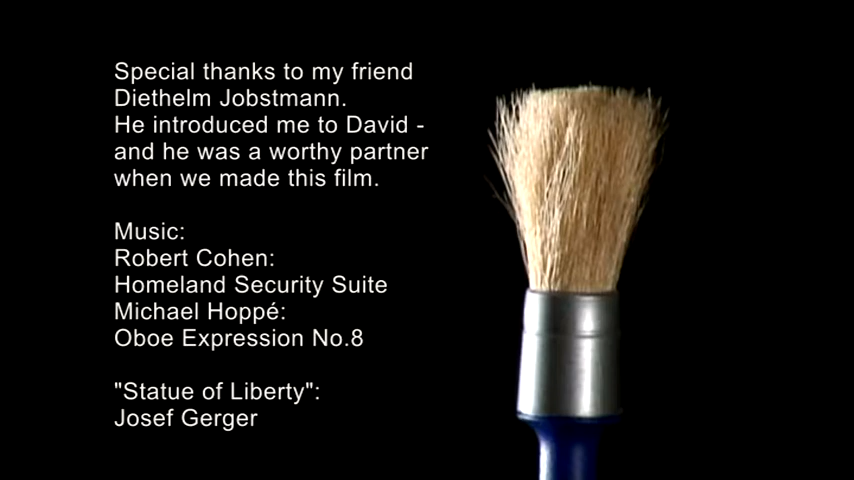 Special thanks to my friend
Diethelm Jobstmann.
He introduced me to David -
and he was a worthy partner
when we made this film.
Music:
Robert Cohen:
Homeland Security Suite
Michael Hoppé:
Oboe Expression No.8
"Statue of Liberty":
Josef Gerger